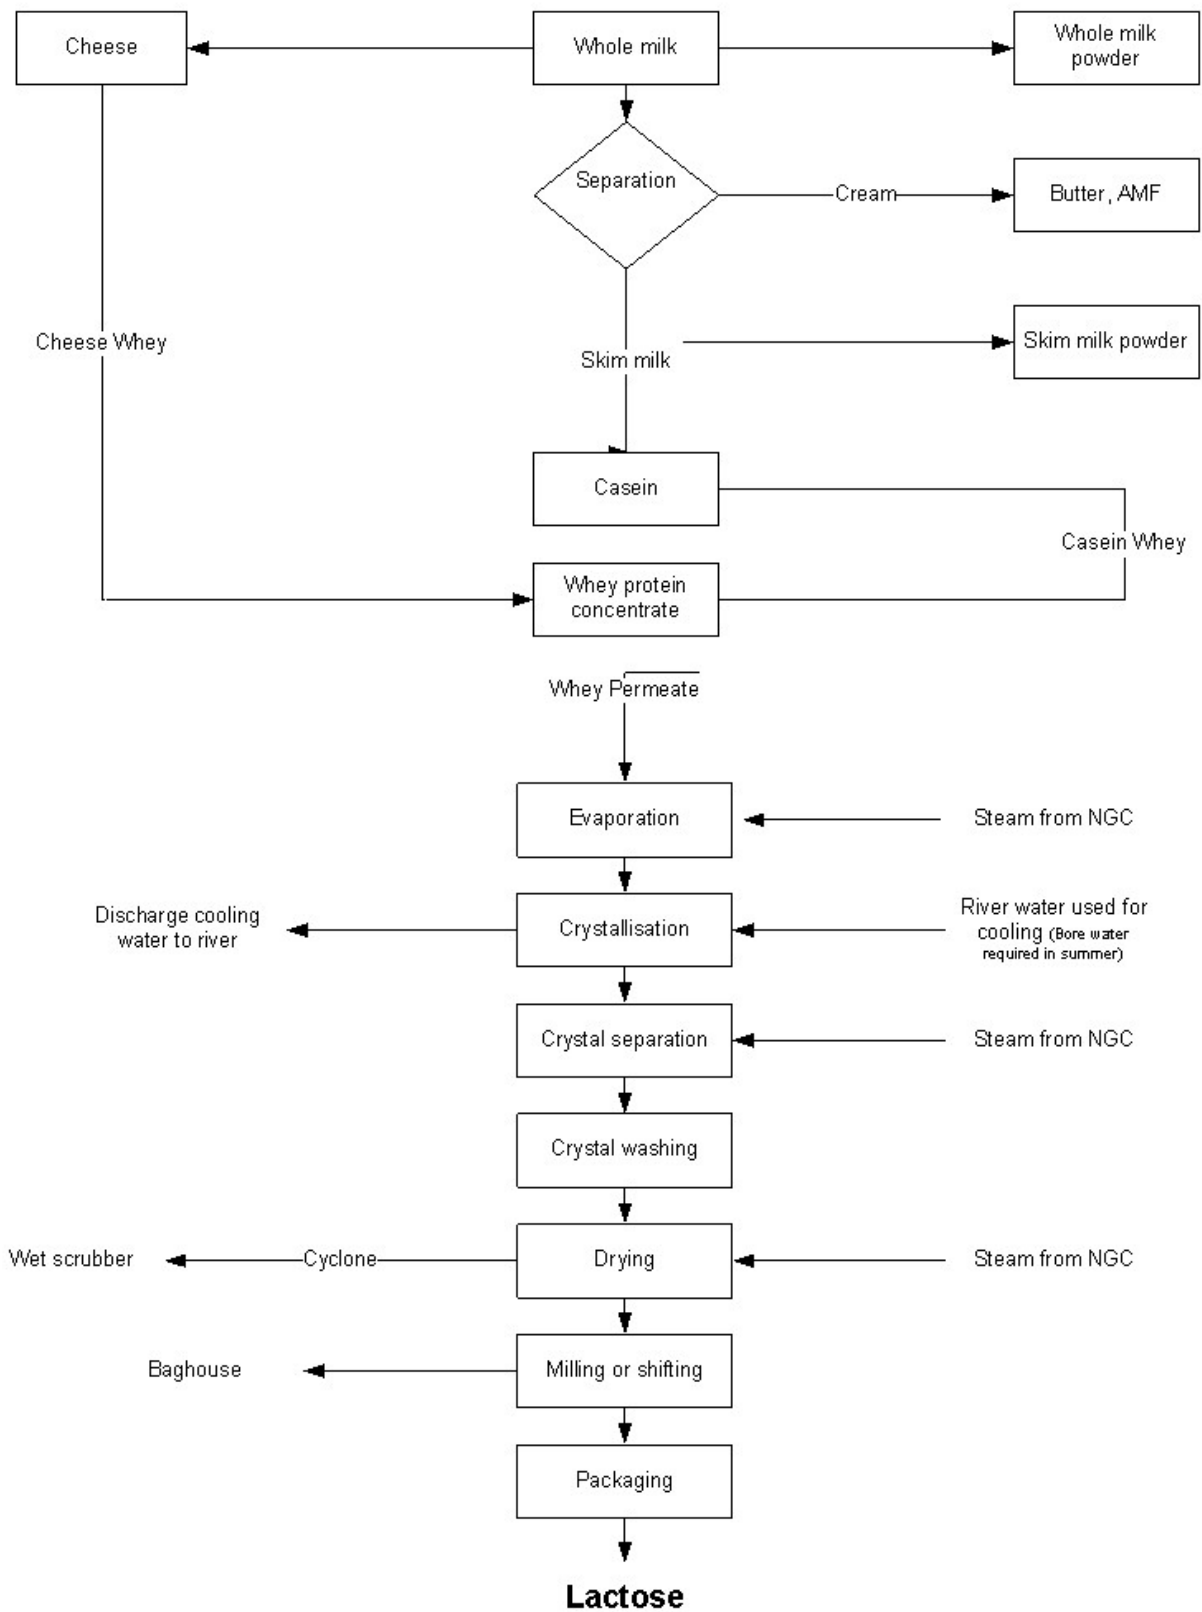 Cheese
Whole milk
Whole milk
powder
Separation
Cream
Butter, AMF
Cheese Whey
Skim milk
Skim milk powder
Casein
Casein Whey
Whey protein
concentrate
Whey Permeate
Evaporation
Steam from NGC
Discharge cooling
water to river
Crystallisation
River water used for
cooling (Bore water
required in summer)
Crystal separation
Steam from NGC
Crystal washing
Wet scrubber
Cyclone
Drying
Steam from NGC
Baghouse
Milling or shifting
Packaging
Lactose